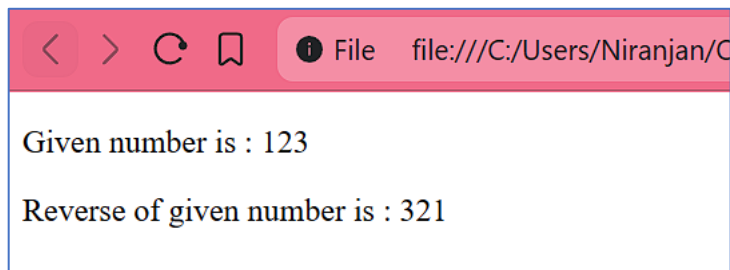 File file:///C:/Users/Niranjan/
Given number is : 123
Reverse of given number is : 321